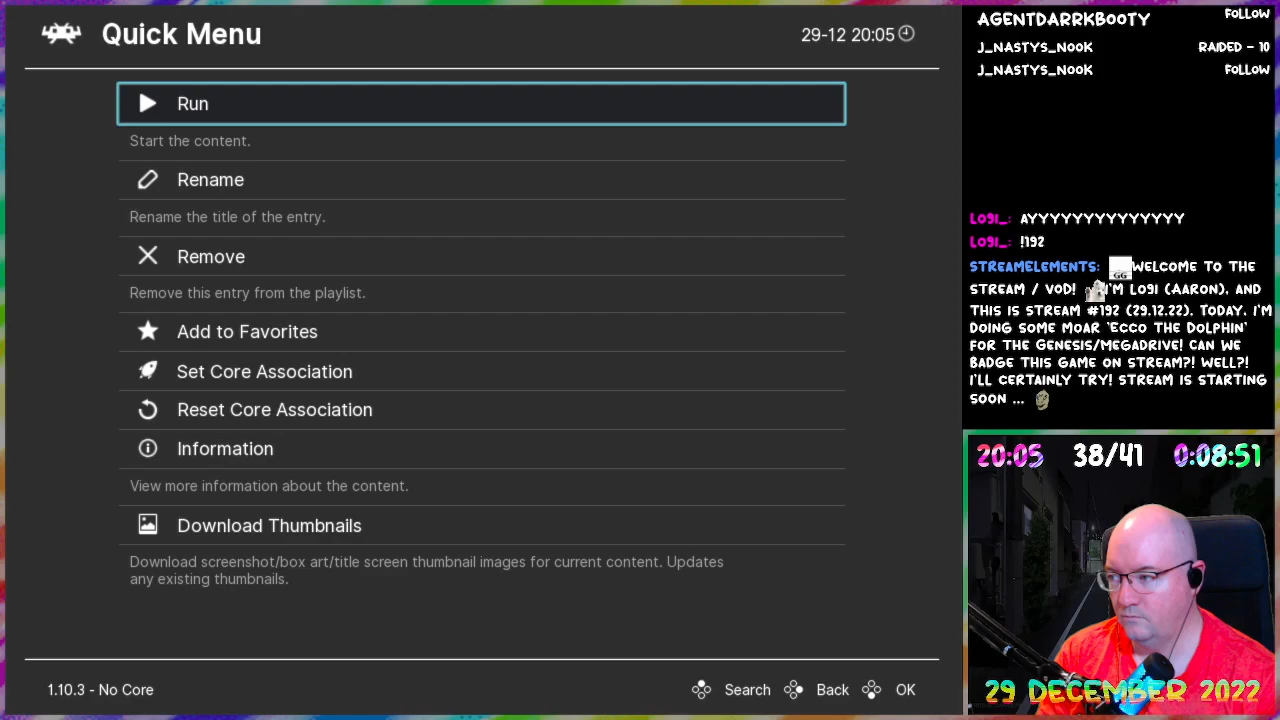 Quick Menu
29-12 20:05
Run
Start the content.
Rename
Rename the title of the entry.
Remove
Remove this entry from the playlist.
Add to Favorites
Set Core Association
Reset Core Association
Information
View more information about the content.
Download Thumbnails
Download screenshot/box art/title screen thumbnail images for current content. Updates
any existing thumbnails.
1.10.3 - No Core
Search
Back
OK
AGENTDARRKBOOTY FOLLOW
J_NASTYS_NOOK RAIDED - 10
J_NASTYS_NOOK FOLLOW
LO91_: AYYYYYYYYYYYYYY
LO91_: !192
STREAMELEMENTS: GG WELCOME TO THE
STREAM / VOD! I'M LO91 (AARON), AND
THIS IS STREAM #192 (29.12.22). TODAY, I'M
DOING SOME MOAR 'ECCO THE DOLPHIN'
FOR THE GENESIS/MEGADRIVE! CAN WE
BADGE THIS GAME ON STREAM?! WELL?!
I'LL CERTAINLY TRY! STREAM IS STARTING
SOON ...
20:05 38/41 0:08:51
29 DECEMBER 2022